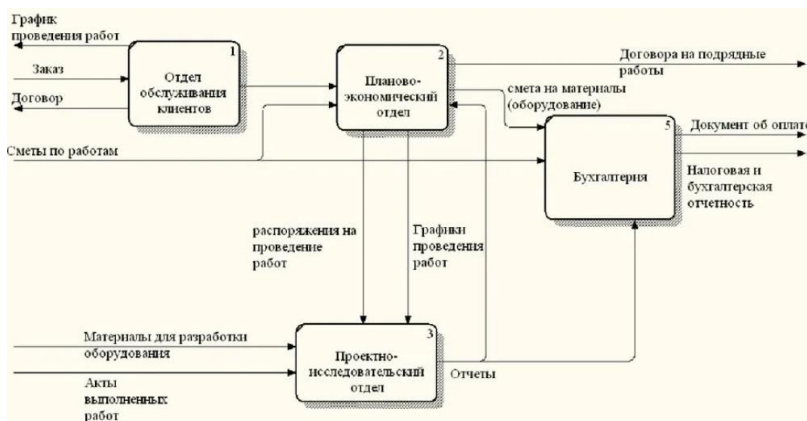 График
проведения работ
Заказ
Договор
Сметы по работам
1
Отдел
обслуживания
клиентов
2
Планово-
экономический
отдел
Договора на подрядные
работы
смета на материалы
(оборудование)
5
Бухгалтерия
Документ об оплате
Налоговая и
бухгалтерская
отчетность
распоряжения на
проведение
работ
Графики
проведения
работ
Материалы для разработки
оборудования
Акты
выполненных
работ
3
Проектно-
исследовательский
отдел
Отчеты